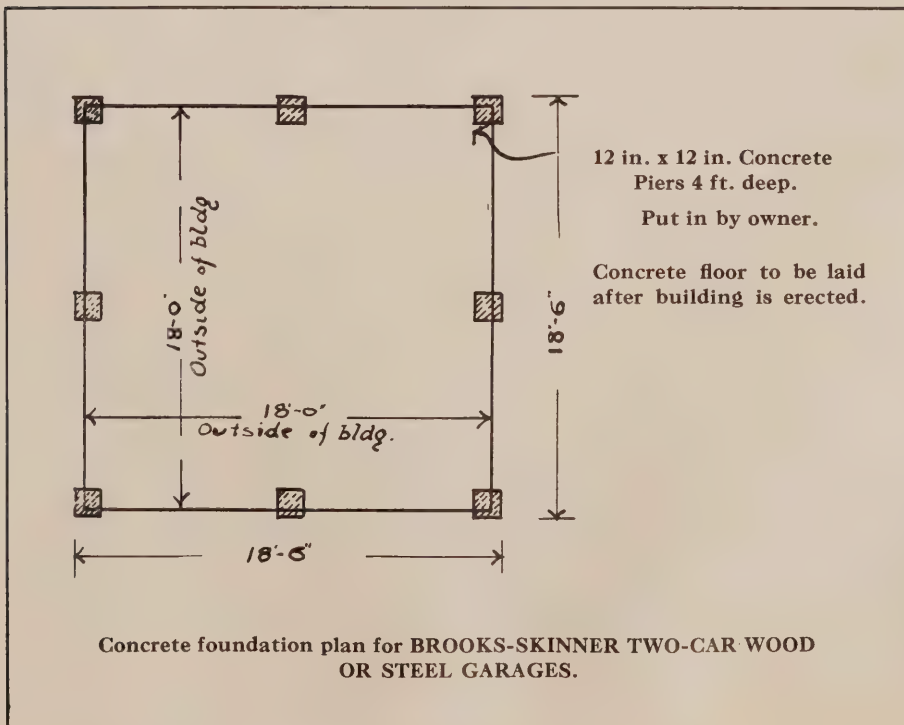 12 in. x 12 in. Concrete
Piers 4 ft. deep.
Put in by owner.
Concrete floor to be laid
after building is erected.
18'-0"
Outside of bldg
18'-6"
18'-0"
Outside of bldg.
18'-6"
Concrete foundation plan for BROOKS-SKINNER TWO-CAR WOOD
OR STEEL GARAGES.